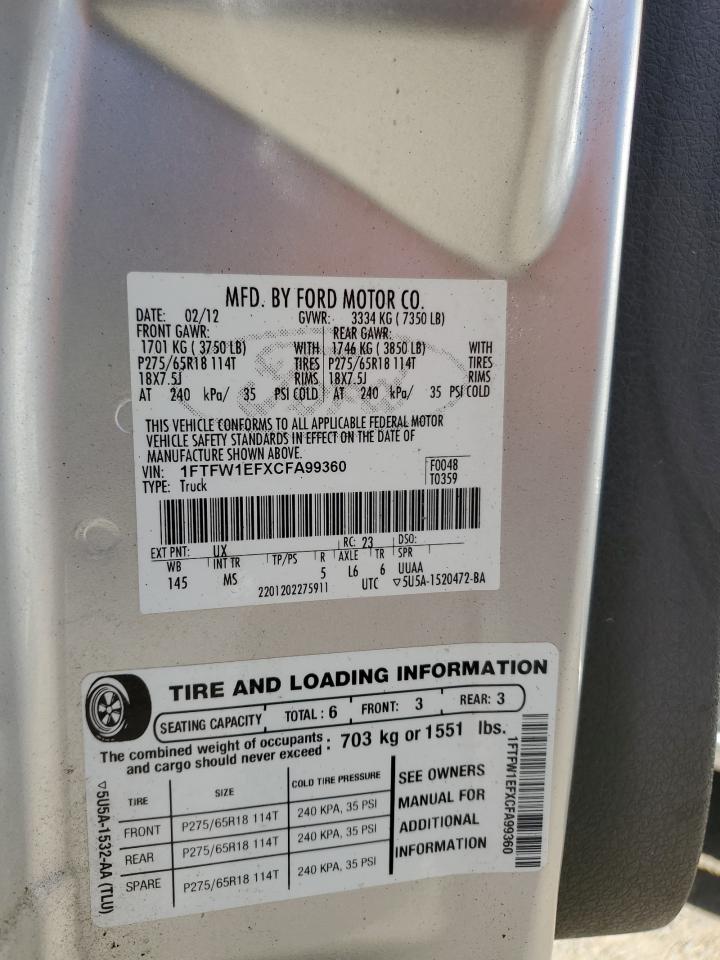 MFD. BY FORD MOTOR CO.
DATE: 02/12 GVWR: 3334 KG ( 7350 LB)
FRONT GAWR: REAR GAWR:
1701 KG ( 3750 LB) WITH 1746 KG ( 3850 LB) WITH
P275/65R18 114T TIRES P275/65R18 114T TIRES
18X7.5J RIMS 18X7.5J RIMS
AT 240 kPa/ 35 PSI COLD AT 240 kPa/ 35 PSI COLD
THIS VEHICLE CONFORMS TO ALL APPLICABLE FEDERAL MOTOR
VEHICLE SAFETY STANDARDS IN EFFECT ON THE DATE OF
MANUFACTURE SHOWN ABOVE.
VIN: 1FTFW1EFXCFA99360 F0048
TYPE: Truck T0359
EXT PNT: UX RC: 23 DSO:
WB INT TR TP/PS R AXLE TR SPR
145 MS 5 L6 6 UUAA
2201202275911 UTC ▽5U5A-1520472-BA
TIRE AND LOADING INFORMATION
SEATING CAPACITY TOTAL : 6 FRONT: 3 REAR: 3
The combined weight of occupants
and cargo should never exceed : 703 kg or 1551 lbs.
TIRE SIZE COLD TIRE PRESSURE
FRONT P275/65R18 114T 240 KPA, 35 PSI
REAR P275/65R18 114T 240 KPA, 35 PSI
SPARE P275/65R18 114T 240 KPA, 35 PSI
SEE OWNERS
MANUAL FOR
ADDITIONAL
INFORMATION
▽5U5A-1532-AA (TLU)
1FTFW1EFXCFA99360